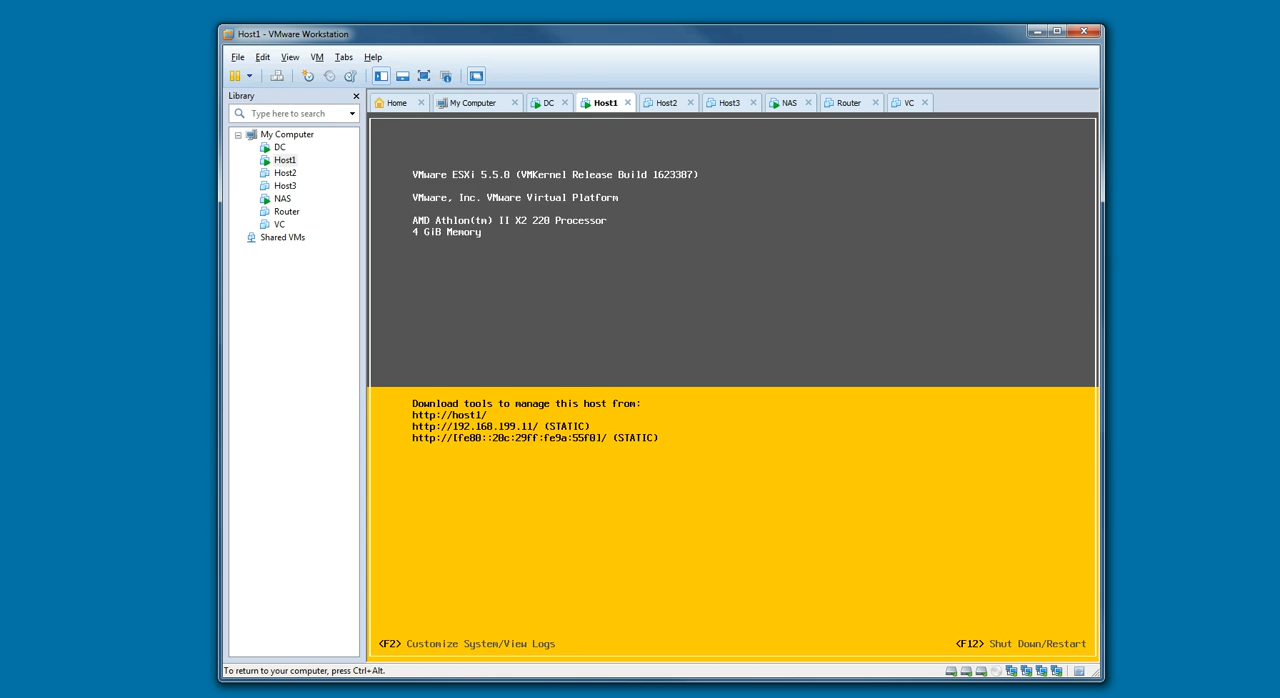 Host1 - VMware Workstation
File Edit View VM Tabs Help
Library
Type here to search
My Computer
DC
Host1
Host2
Host3
NAS
Router
VC
Shared VMs
Home My Computer DC Host1 Host2 Host3 NAS Router VC
VMware ESXi 5.5.0 (VMKernel Release Build 1623387)
VMware, Inc. VMware Virtual Platform
AMD Athlon(tm) II X2 220 Processor
4 GiB Memory
Download tools to manage this host from:
http://host1/
http://192.168.199.11/ (STATIC)
http://[fe80::20c:29ff:fe9a:55f0]/ (STATIC)
<F2> Customize System/View Logs
<F12> Shut Down/Restart
To return to your computer, press Ctrl+Alt.